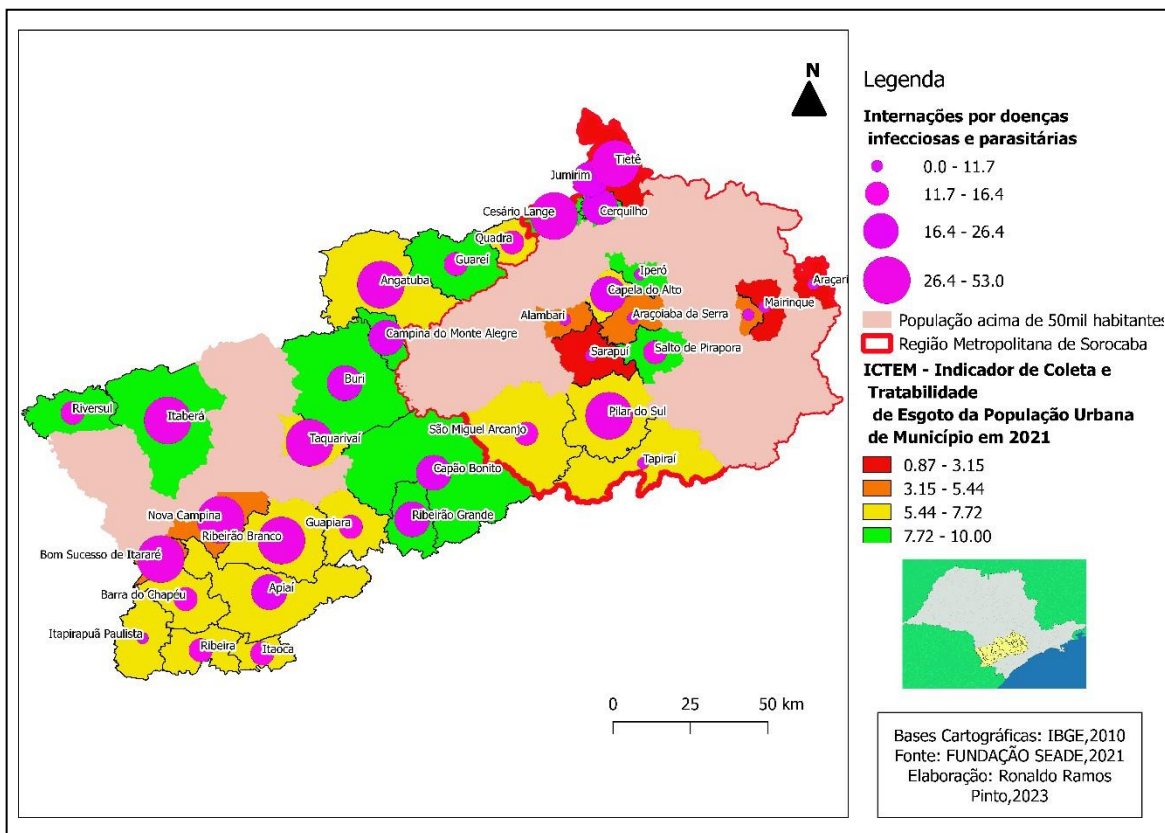 N
Tietê
Jumirim
Cesário Lange
Cerquilho
Quadra
Guareí
Angatuba
Iperó
Capela do Alto
Araçari
Mairinque
Alambari
Araçoiaba da Serra
Campina do Monte Alegre
Sarapuí
Salto de Pirapora
Buri
Riversul
Itaberá
Pilar do Sul
São Miguel Arcanjo
Taquarivaí
Tapiraí
Capão Bonito
Nova Campina
Guapiara
Ribeirão Grande
Ribeirão Branco
Bom Sucesso de Itararé
Apiaí
Barra do Chapéu
Itapirapuã Paulista
Ribeira
Itaoca
0 25 50 km
Legenda
Internações por doenças
infecciosas e parasitárias
0.0 - 11.7
11.7 - 16.4
16.4 - 26.4
26.4 - 53.0
População acima de 50mil habitantes
Região Metropolitana de Sorocaba
ICTEM - Indicador de Coleta e
Tratabilidade
de Esgoto da População Urbana
de Município em 2021
0.87 - 3.15
3.15 - 5.44
5.44 - 7.72
7.72 - 10.00
Bases Cartográficas: IBGE,2010
Fonte: FUNDAÇÃO SEADE,2021
Elaboração: Ronaldo Ramos
Pinto,2023